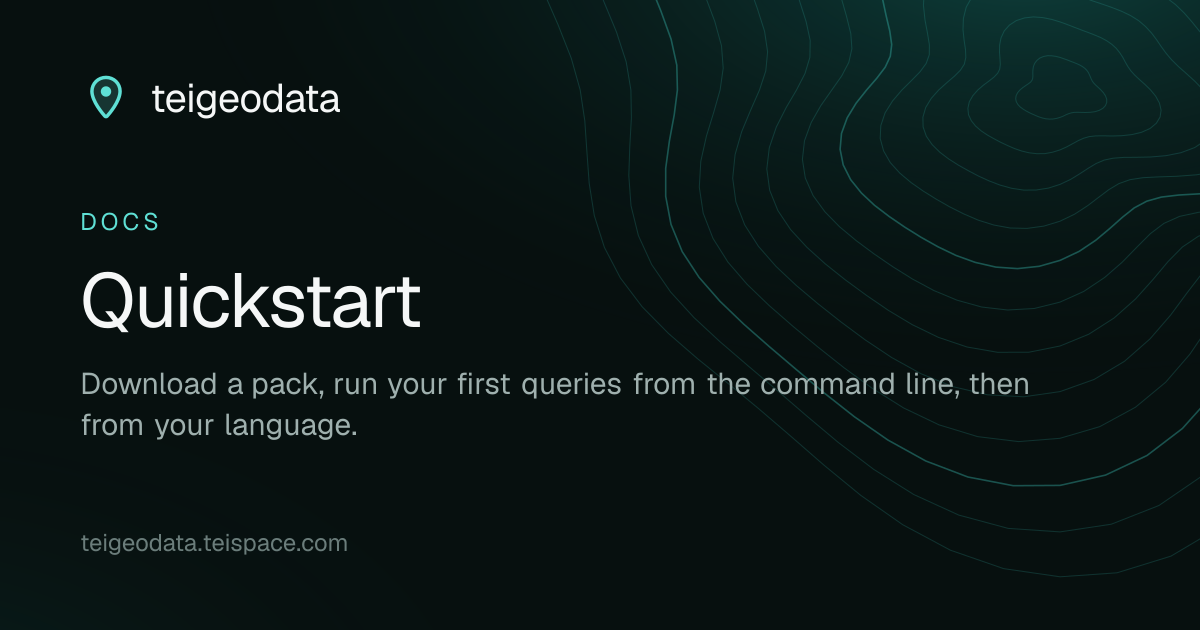 teigeodata
DOCS
Quickstart
Download a pack, run your first queries from the command line, then
from your language.
teigeodata.teispace.com